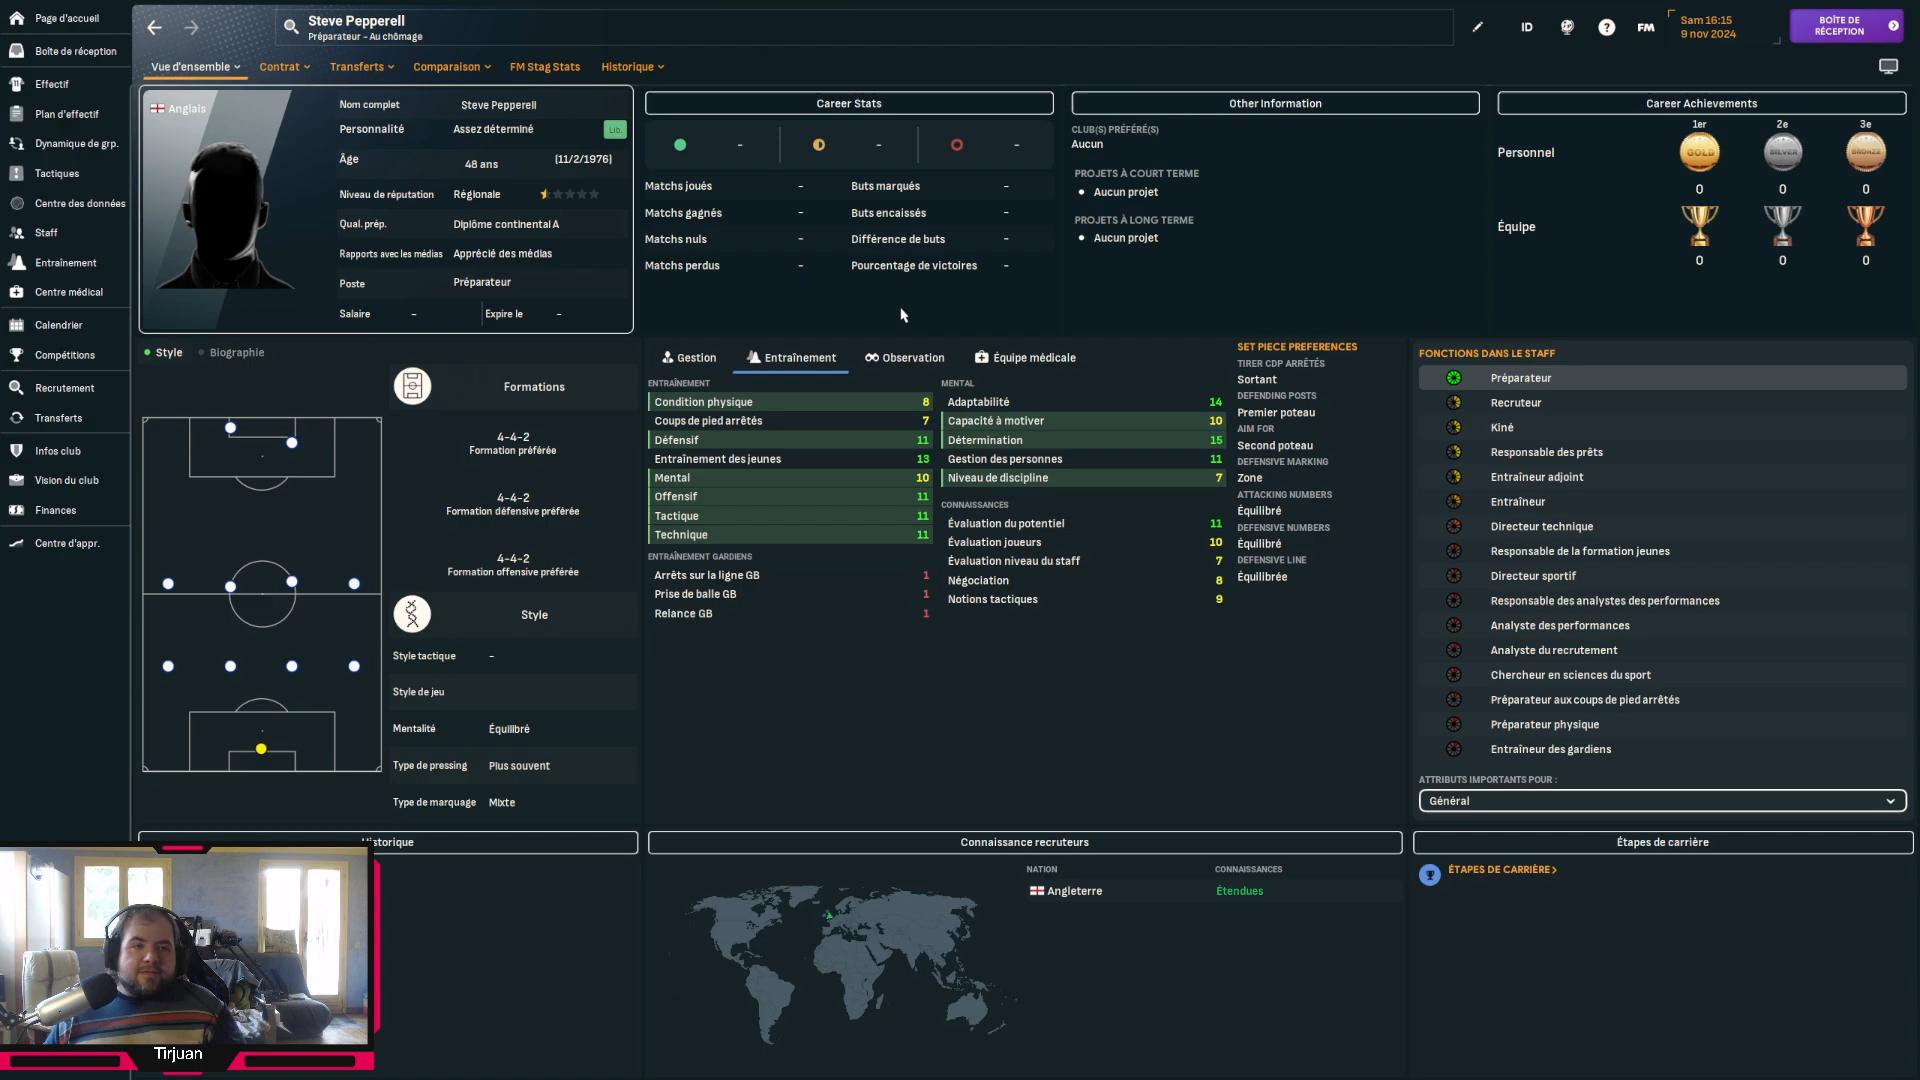 Page d'accueil
Boîte de réception
Effectif
Plan d'effectif
Dynamique de grp.
Tactiques
Centre des données
Staff
Entraînement
Centre médical
Calendrier
Compétitions
Recrutement
Transferts
Infos club
Vision du club
Finances
Centre d'appr.
Steve Pepperell
Préparateur - Au chômage
ID
?
FM
Sam 16:15
9 nov 2024
BOÎTE DE
RÉCEPTION
Vue d'ensemble
Contrat
Transferts
Comparaison
FM Stag Stats
Historique
Anglais
Nom complet Steve Pepperell
Personnalité Assez déterminé Lib.
Âge 48 ans (11/2/1976)
Niveau de réputation Régionale
Qual. prép. Diplôme continental A
Rapports avec les médias Apprécié des médias
Poste Préparateur
Salaire - Expire le -
Career Stats
- - -
Matchs joués - Buts marqués -
Matchs gagnés - Buts encaissés -
Matchs nuls - Différence de buts -
Matchs perdus - Pourcentage de victoires -
Other Information
CLUB(S) PRÉFÉRÉ(S)
Aucun
PROJETS À COURT TERME
• Aucun projet
PROJETS À LONG TERME
• Aucun projet
Career Achievements
1er 2e 3e
Personnel GOLD SILVER BRONZE
0 0 0
Équipe
0 0 0
Style
Biographie
Formations
4-4-2
Formation préférée
4-4-2
Formation défensive préférée
4-4-2
Formation offensive préférée
Style
Style tactique -
Style de jeu
Mentalité Équilibré
Type de pressing Plus souvent
Type de marquage Mixte
Gestion
Entraînement
Observation
Équipe médicale
ENTRAÎNEMENT
Condition physique 8
Coups de pied arrêtés 7
Défensif 11
Entraînement des jeunes 13
Mental 10
Offensif 11
Tactique 11
Technique 11
ENTRAÎNEMENT GARDIENS
Arrêts sur la ligne GB 1
Prise de balle GB 1
Relance GB 1
MENTAL
Adaptabilité 14
Capacité à motiver 10
Détermination 15
Gestion des personnes 11
Niveau de discipline 7
CONNAISSANCES
Évaluation du potentiel 11
Évaluation joueurs 10
Évaluation niveau du staff 7
Négociation 8
Notions tactiques 9
SET PIECE PREFERENCES
TIRER CDP ARRÊTÉS
Sortant
DEFENDING POSTS
Premier poteau
AIM FOR
Second poteau
DEFENSIVE MARKING
Zone
ATTACKING NUMBERS
Équilibré
DEFENSIVE NUMBERS
Équilibré
DEFENSIVE LINE
Équilibrée
FONCTIONS DANS LE STAFF
Préparateur
Recruteur
Kiné
Responsable des prêts
Entraîneur adjoint
Entraîneur
Directeur technique
Responsable de la formation jeunes
Directeur sportif
Responsable des analystes des performances
Analyste des performances
Analyste du recrutement
Chercheur en sciences du sport
Préparateur aux coups de pied arrêtés
Préparateur physique
Entraîneur des gardiens
ATTRIBUTS IMPORTANTS POUR :
Général
Historique
Connaissance recruteurs
NATION CONNAISSANCES
Angleterre Étendues
Étapes de carrière
ÉTAPES DE CARRIÈRE >
Tirjuan